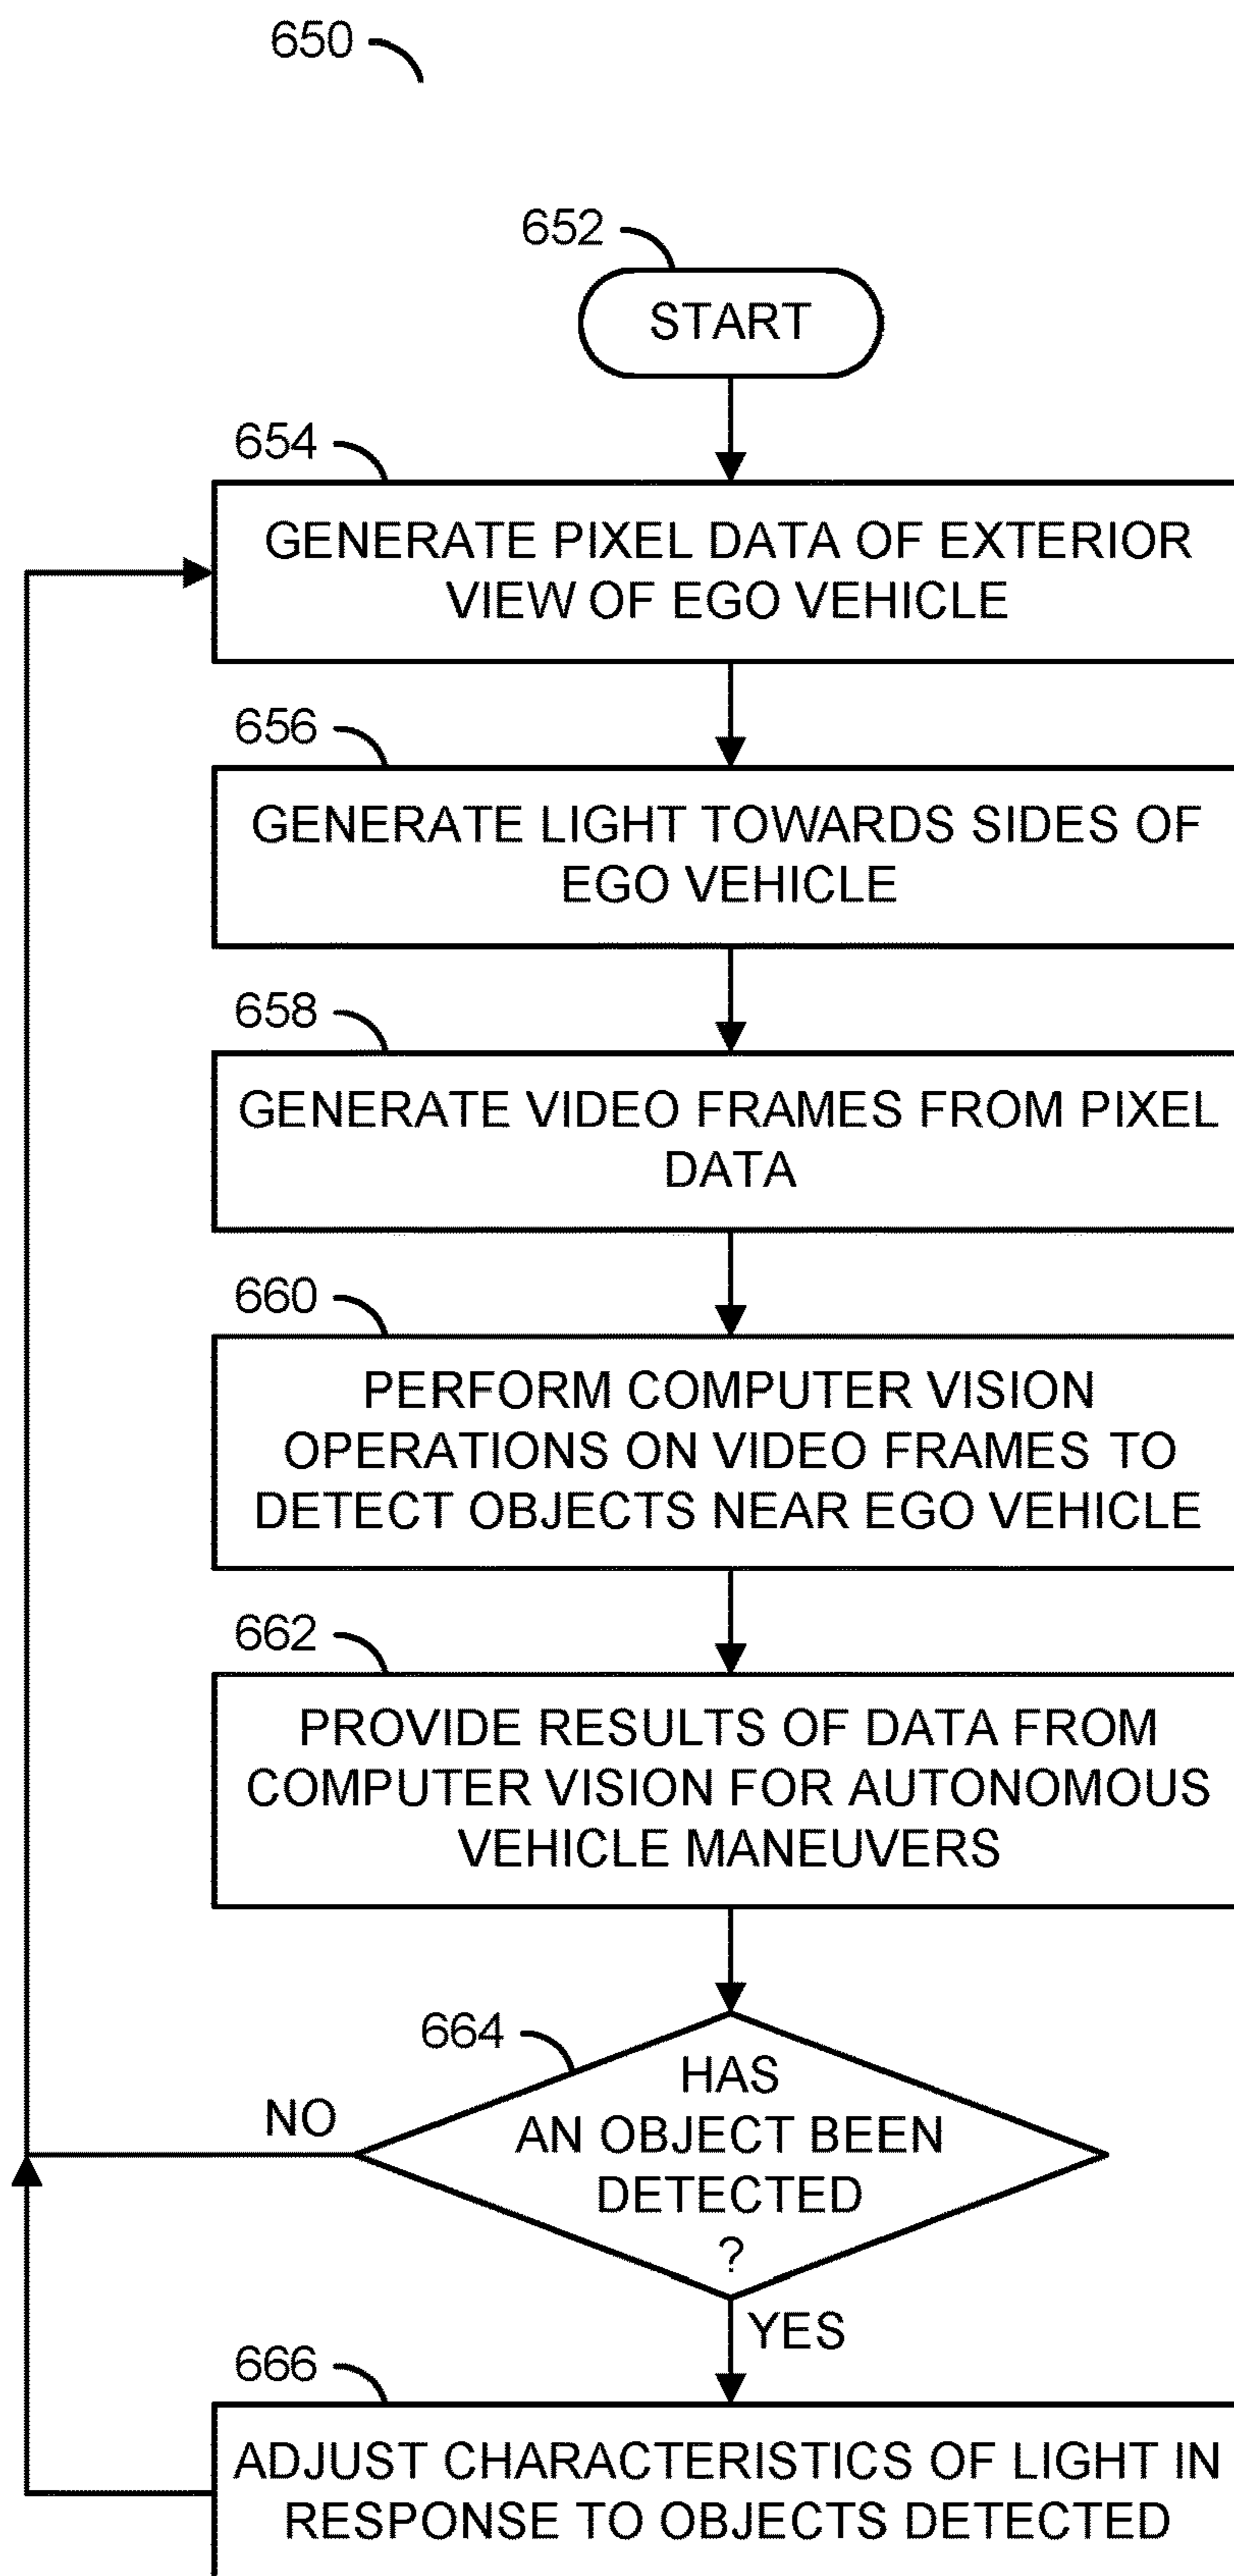 650
652
START
654
GENERATE PIXEL DATA OF EXTERIOR
VIEW OF EGO VEHICLE
656
GENERATE LIGHT TOWARDS SIDES OF
EGO VEHICLE
658
GENERATE VIDEO FRAMES FROM PIXEL
DATA
660
PERFORM COMPUTER VISION
OPERATIONS ON VIDEO FRAMES TO
DETECT OBJECTS NEAR EGO VEHICLE
662
PROVIDE RESULTS OF DATA FROM
COMPUTER VISION FOR AUTONOMOUS
VEHICLE MANEUVERS
664
HAS
AN OBJECT BEEN
DETECTED
?
NO
YES
666
ADJUST CHARACTERISTICS OF LIGHT IN
RESPONSE TO OBJECTS DETECTED